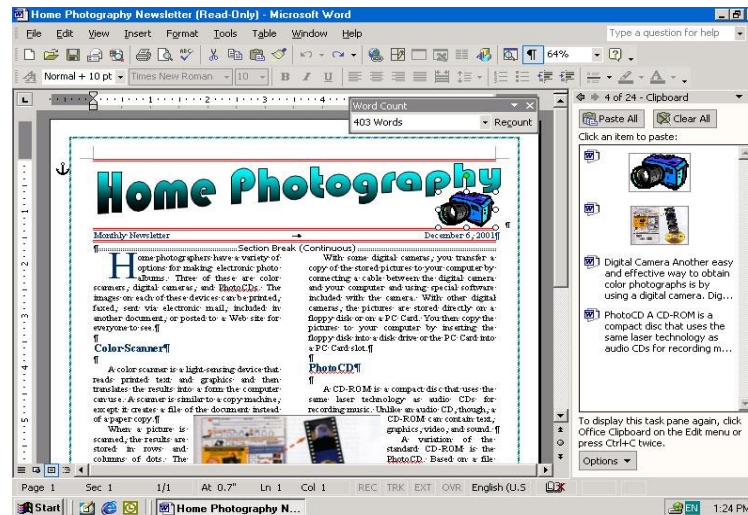 Home Photography Newsletter (Read-Only) - Microsoft Word
File Edit View Insert Format Tools Table Window Help
Type a question for help
64%
Normal + 10 pt Times New Roman 10 B I U
4 of 24 - Clipboard
Word Count
403 Words Recount
Paste All Clear All
Click an item to paste:
Home Photography
Monthly Newsletter December 6, 2001¶
¶ Section Break (Continuous)
Home photographers have a variety of
options for making electronic photo
albums. Three of these are color
scanners, digital cameras, and PhotoCDs. The
images on each of these devices can be printed,
faxed, sent via electronic mail, included in
another document, or posted to a Web site for
everyone to see.¶
¶
Color Scanner¶
¶
A color scanner is a light-sensing device that
reads printed text and graphics and then
translates the results into a form the computer
can use. A scanner is similar to a copy machine,
except it creates a file of the document instead
of a paper copy.¶
When a picture is
scanned, the results are
stored in rows and
columns of dots. The
With some digital cameras, you transfer a
copy of the stored pictures to your computer by
connecting a cable between the digital camera
and your computer and using special software
included with the camera. With other digital
cameras, the pictures are stored directly on a
floppy disk or on a PC Card. You then copy the
pictures to your computer by inserting the
floppy disk into a disk drive or the PC Card into
a PC Card slot.¶
¶
PhotoCD¶
¶
A CD-ROM is a compact disc that uses the
same laser technology as audio CDs for
recording music. Unlike an audio CD, though, a
CD-ROM can contain text,
graphics, video, and sound.¶
A variation of the
standard CD-ROM is the
PhotoCD. Based on a file
Digital Camera Another easy
and effective way to obtain
color photographs is by
using a digital camera. Dig...
PhotoCD A CD-ROM is a
compact disc that uses the
same laser technology as
audio CDs for recording m...
To display this task pane again, click
Office Clipboard on the Edit menu or
press Ctrl+C twice.
Options
Page 1 Sec 1 1/1 At 0.7" Ln 1 Col 1 REC TRK EXT OVR English (U.S
Start Home Photography N... EN 1:24 PM